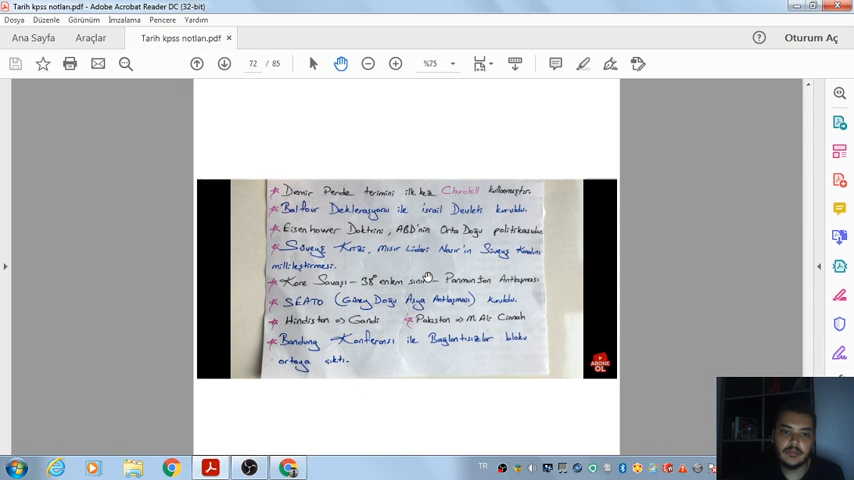 Tarih kpss notları.pdf - Adobe Acrobat Reader DC (32-bit)
Dosya Düzenle Görünüm İmzalama Pencere Yardım
Ana Sayfa Araçlar Tarih kpss notları.pdf × Oturum Aç
72 / 85 %75
Demir Perde terimini ilk kez Churchill kullanmıştır.
Balfour Deklerasyonu ile israil Devleti kuruldu.
Eisenhower Doktrini, ABD'nin Orta Doğu politikasıdır.
Süveyş Krizi, Mısır Lideri Nasır'ın Süveyş Kanalını
millileştirmesi.
Kore Savaşı - 38° enlem sınır - Panmunjon Antlaşması
SEATO (Güney Doğu Asya Antlaşması) kuruldu.
Hindistan => Gandi Pakistan => M. Ali Cinnah
Bandung Konferansı ile Bağlantısızlar bloku
ortaya çıktı.
ABONE
OL
TR